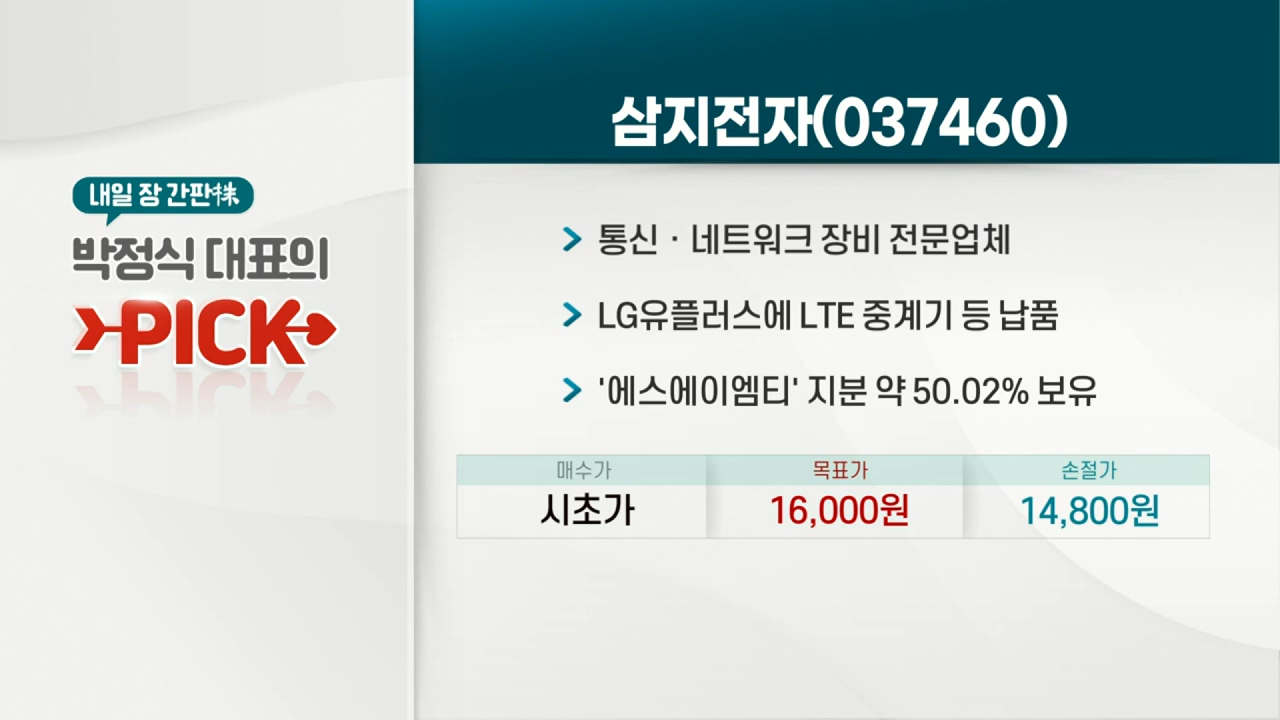 내일 장 간판株
박정식 대표의
PICK
삼지전자(037460)
통신·네트워크 장비 전문업체
LG유플러스에 LTE 중계기 등 납품
'에스에이엠티' 지분 약 50.02% 보유
매수가 목표가 손절가
시초가 16,000원 14,800원